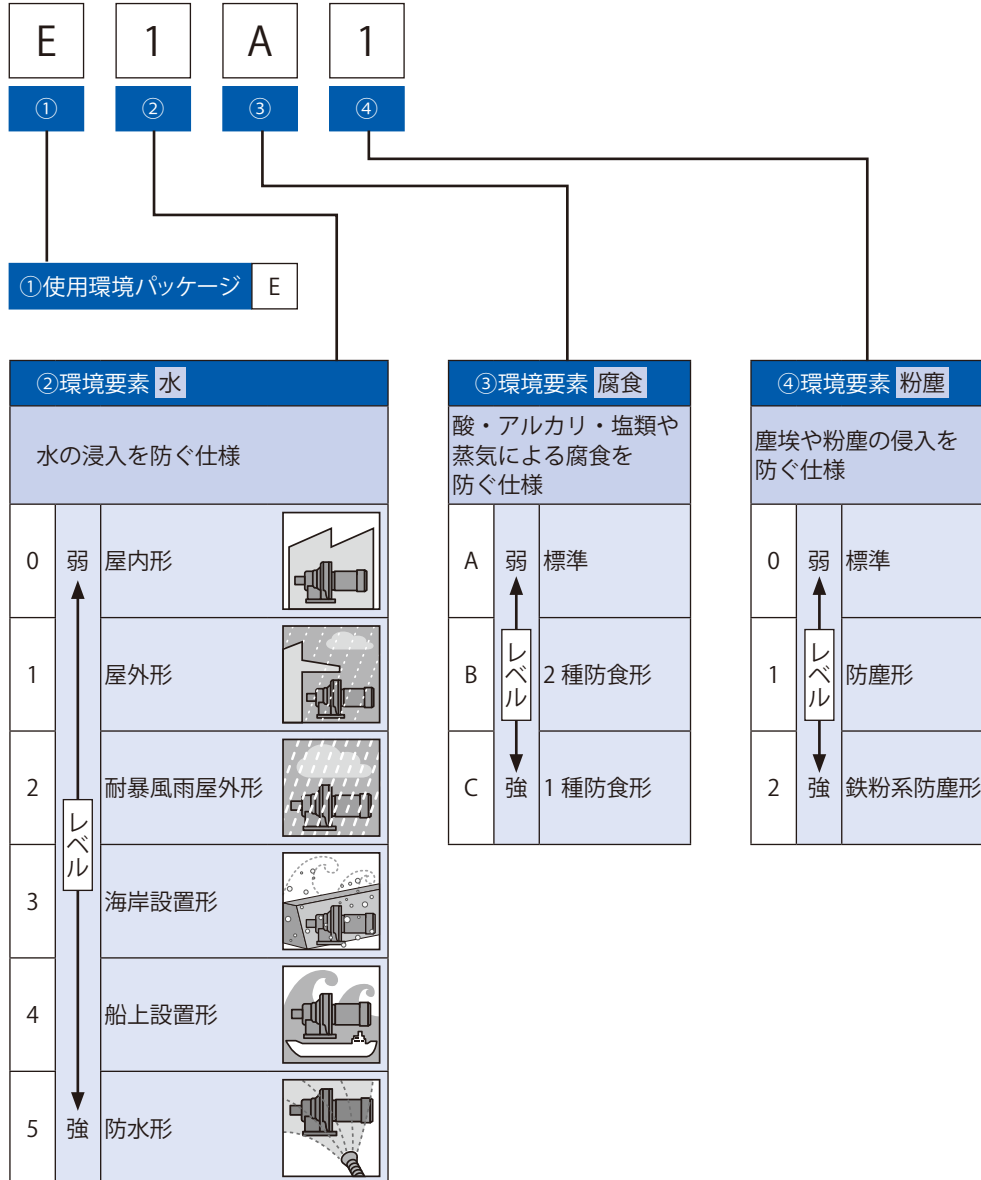 E 1 A 1
① ② ③ ④
①使用環境パッケージ E
②環境要素 水
水の浸入を防ぐ仕様
0 弱 屋内形
1 屋外形
2 耐暴風雨屋外形
レベル
3 海岸設置形
4 船上設置形
5 強 防水形
③環境要素 腐食
酸・アルカリ・塩類や
蒸気による腐食を
防ぐ仕様
A 弱 標準
B レベル 2 種防食形
C 強 1 種防食形
④環境要素 粉塵
塵埃や粉塵の侵入を
防ぐ仕様
0 弱 標準
1 レベル 防塵形
2 強 鉄粉系防塵形